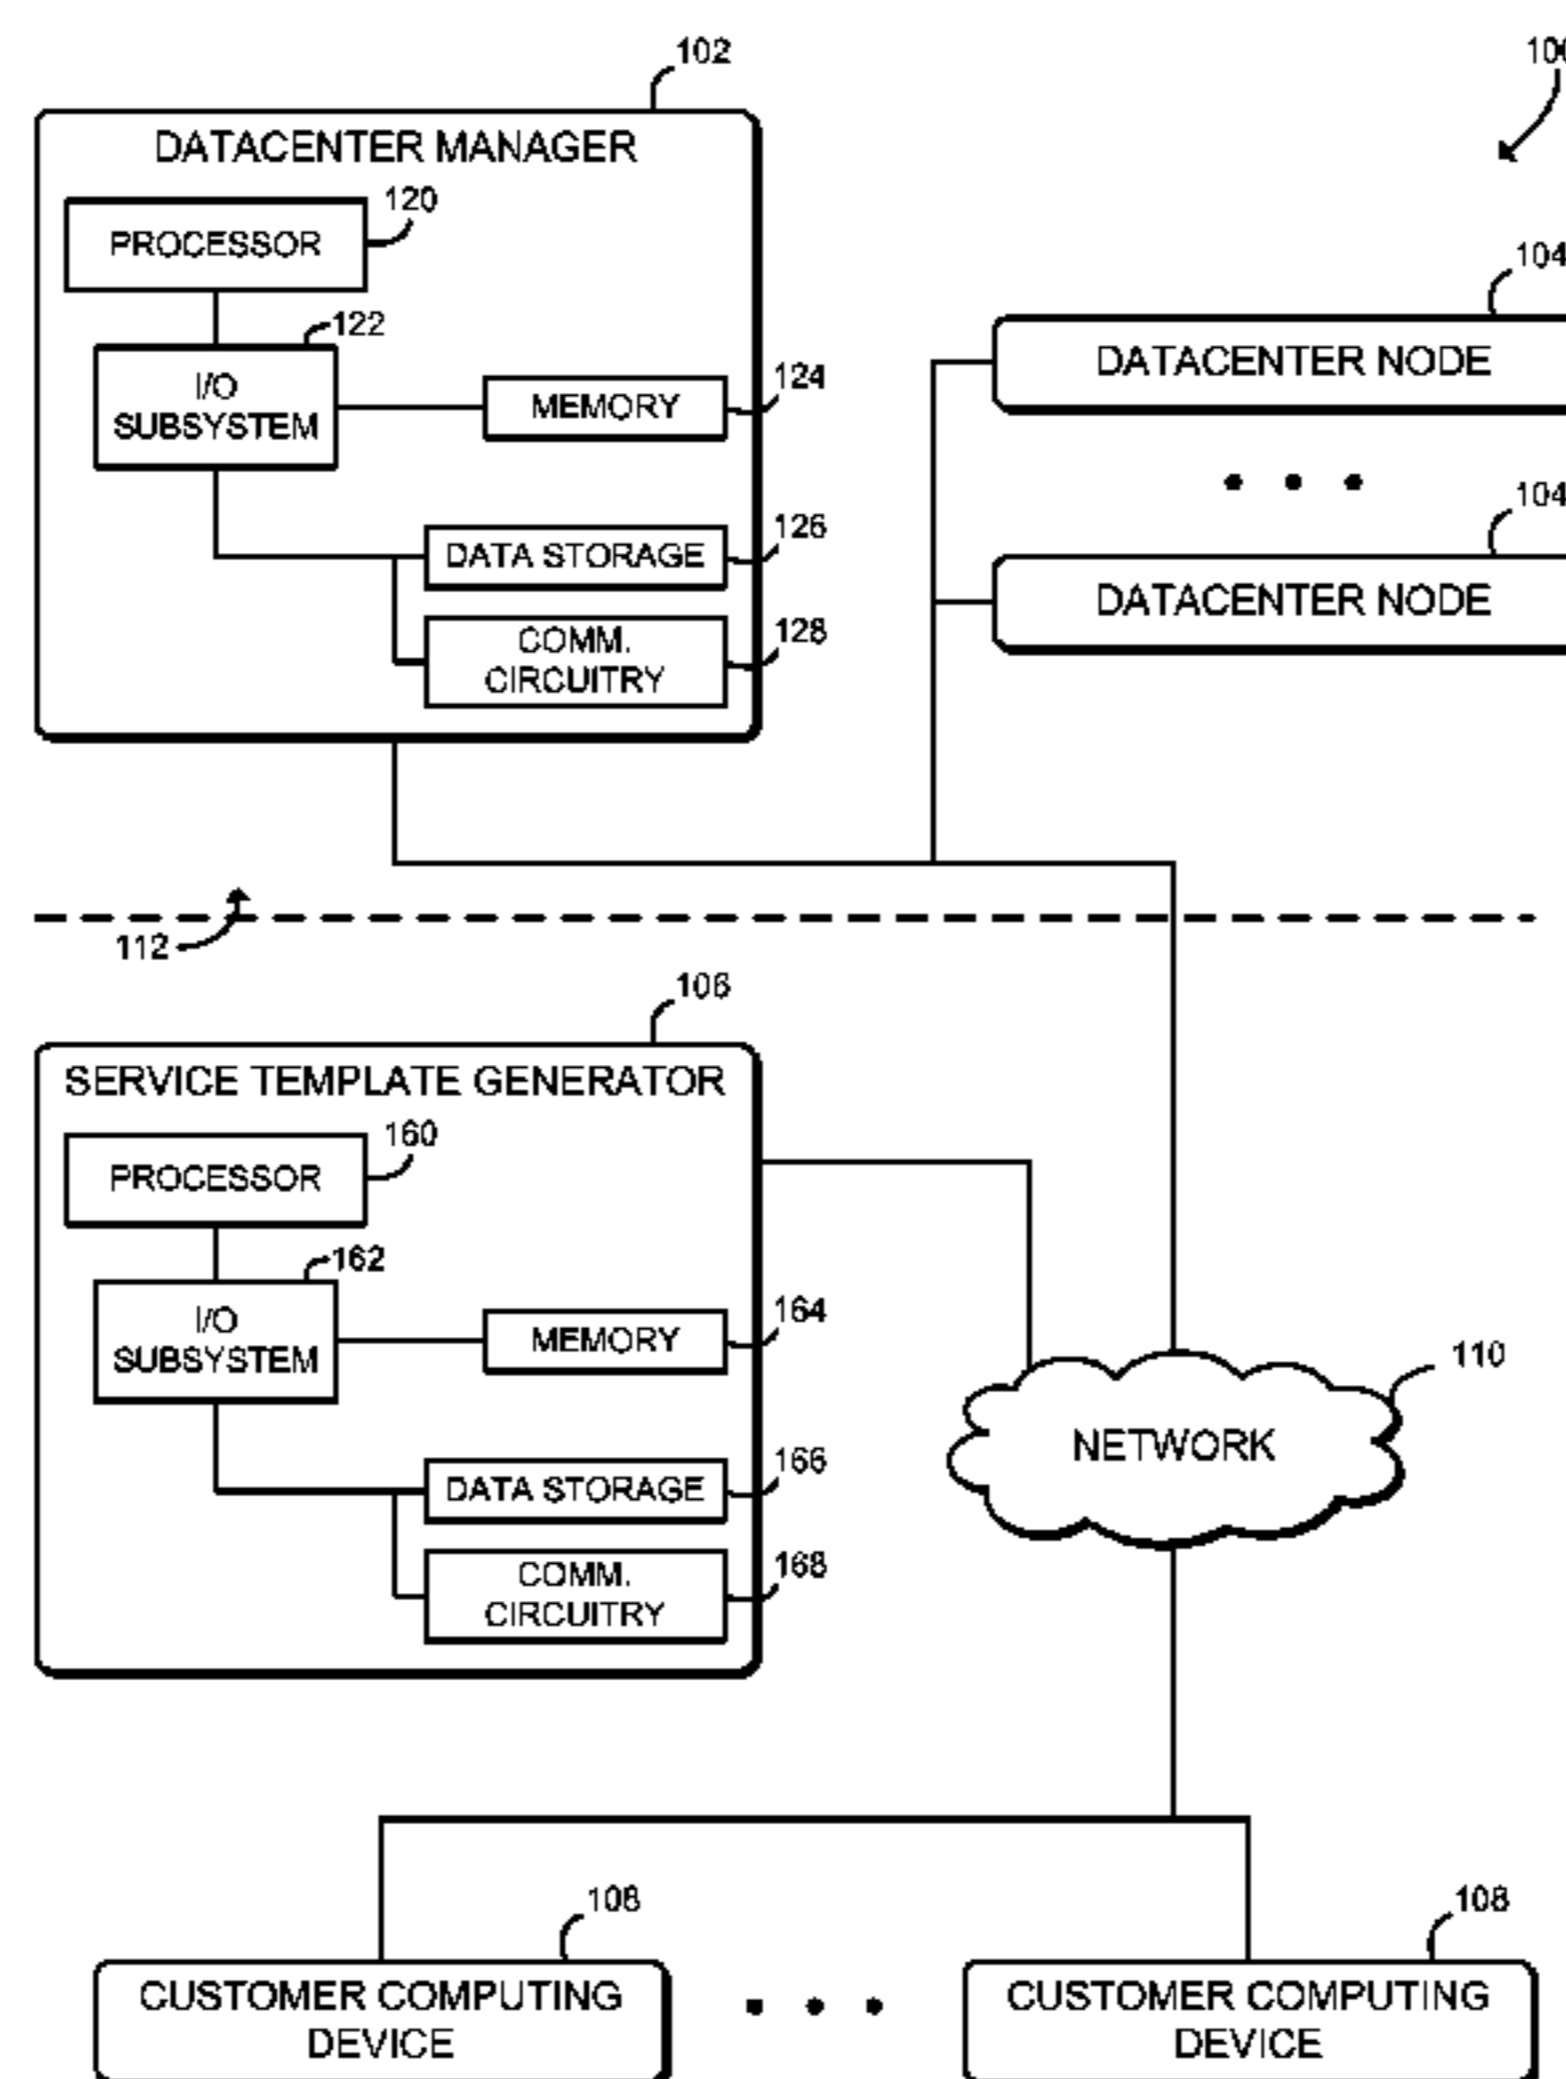 102
100
DATACENTER MANAGER
120
PROCESSOR
122
I/O
SUBSYSTEM
124
MEMORY
126
DATA STORAGE
128
COMM.
CIRCUITRY
104
DATACENTER NODE
• • •
104
DATACENTER NODE
112
106
SERVICE TEMPLATE GENERATOR
160
PROCESSOR
162
I/O
SUBSYSTEM
164
MEMORY
166
DATA STORAGE
168
COMM.
CIRCUITRY
110
NETWORK
108
CUSTOMER COMPUTING
DEVICE
• • •
108
CUSTOMER COMPUTING
DEVICE